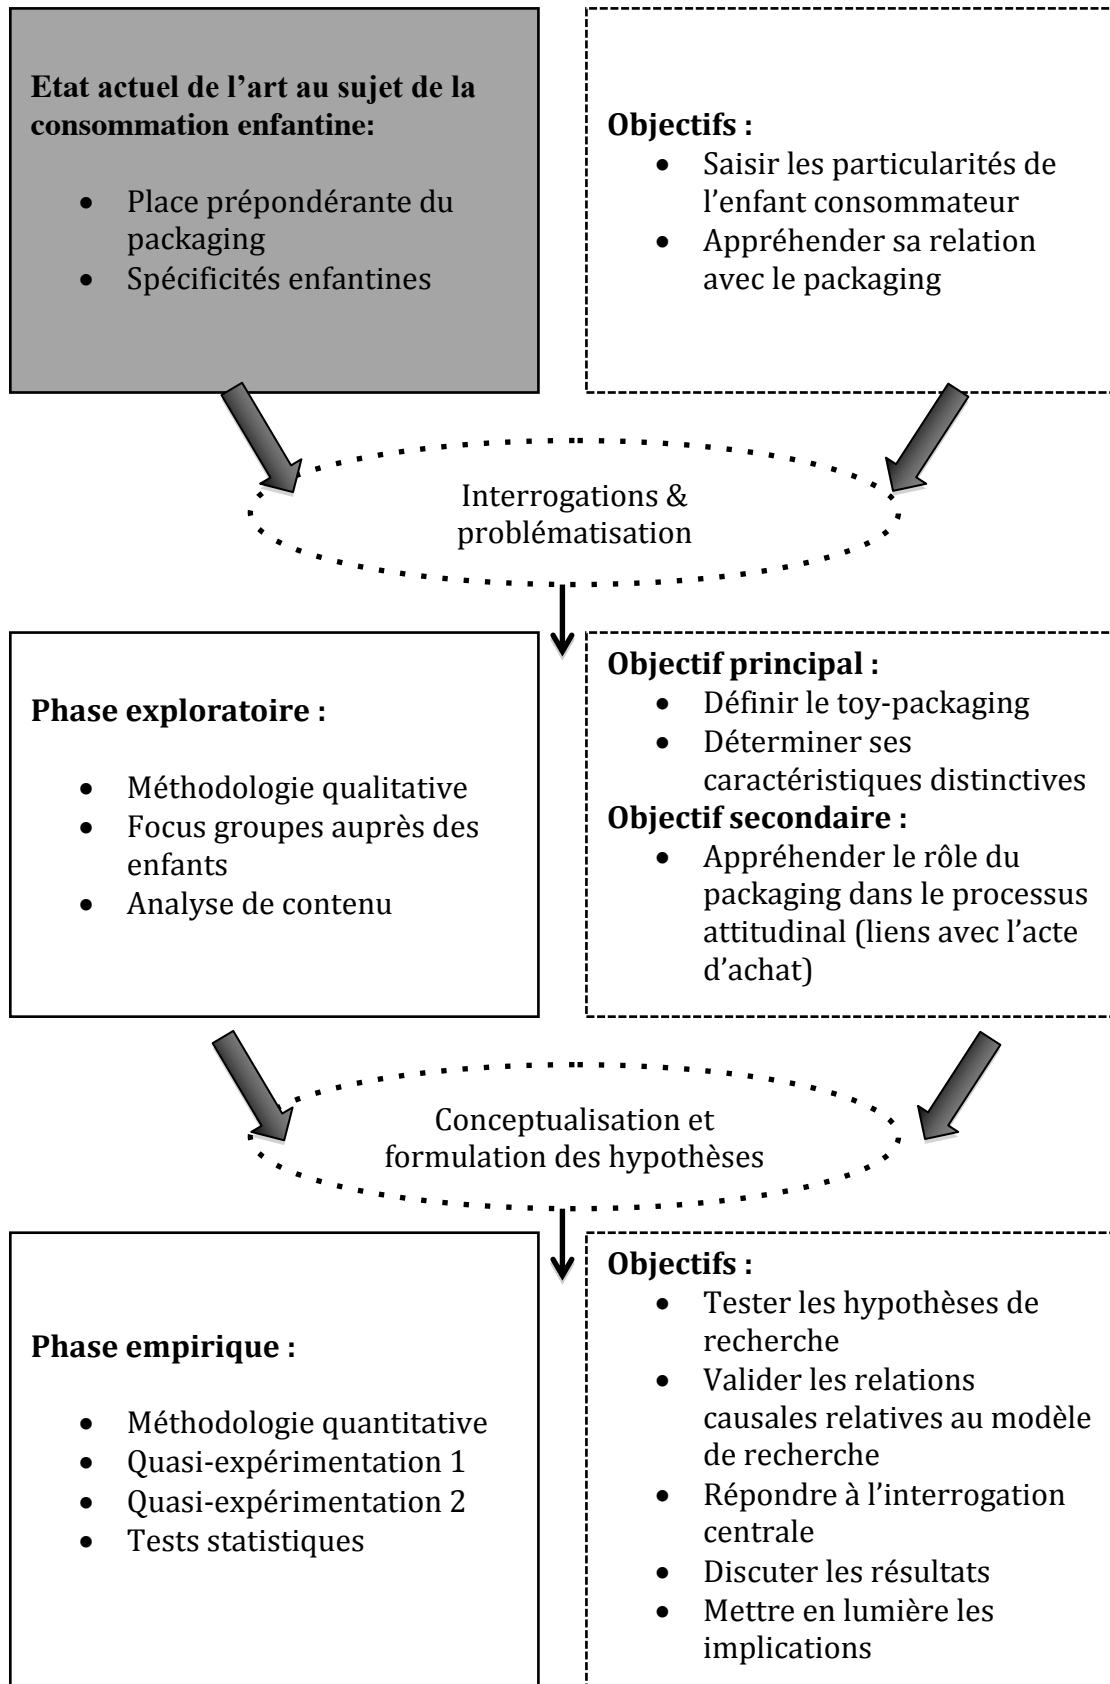 Etat actuel de l’art au sujet de la
consommation enfantine:
• Place prépondérante du
packaging
• Spécificités enfantines
Objectifs :
• Saisir les particularités de
l’enfant consommateur
• Appréhender sa relation
avec le packaging
Interrogations &
problématisation
Phase exploratoire :
• Méthodologie qualitative
• Focus groupes auprès des
enfants
• Analyse de contenu
Objectif principal :
• Définir le toy-packaging
• Déterminer ses
caractéristiques distinctives
Objectif secondaire :
• Appréhender le rôle du
packaging dans le processus
attitudinal (liens avec l’acte
d’achat)
Conceptualisation et
formulation des hypothèses
Phase empirique :
• Méthodologie quantitative
• Quasi-expérimentation 1
• Quasi-expérimentation 2
• Tests statistiques
Objectifs :
• Tester les hypothèses de
recherche
• Valider les relations
causales relatives au modèle
de recherche
• Répondre à l’interrogation
centrale
• Discuter les résultats
• Mettre en lumière les
implications